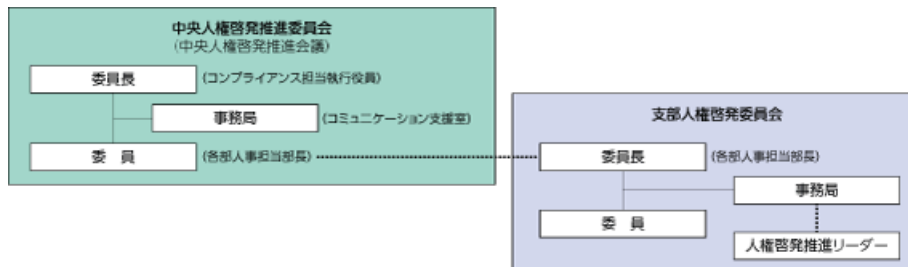 中央人権啓発推進委員会
(中央人権啓発推進会議)
委員長
(コンプライアンス担当執行役員)
事務局
(コミュニケーション支援室)
委 員
(各部人事担当部長)
支部人権啓発委員会
委員長
(各部人事担当部長)
事務局
委 員
人権啓発推進リーダー